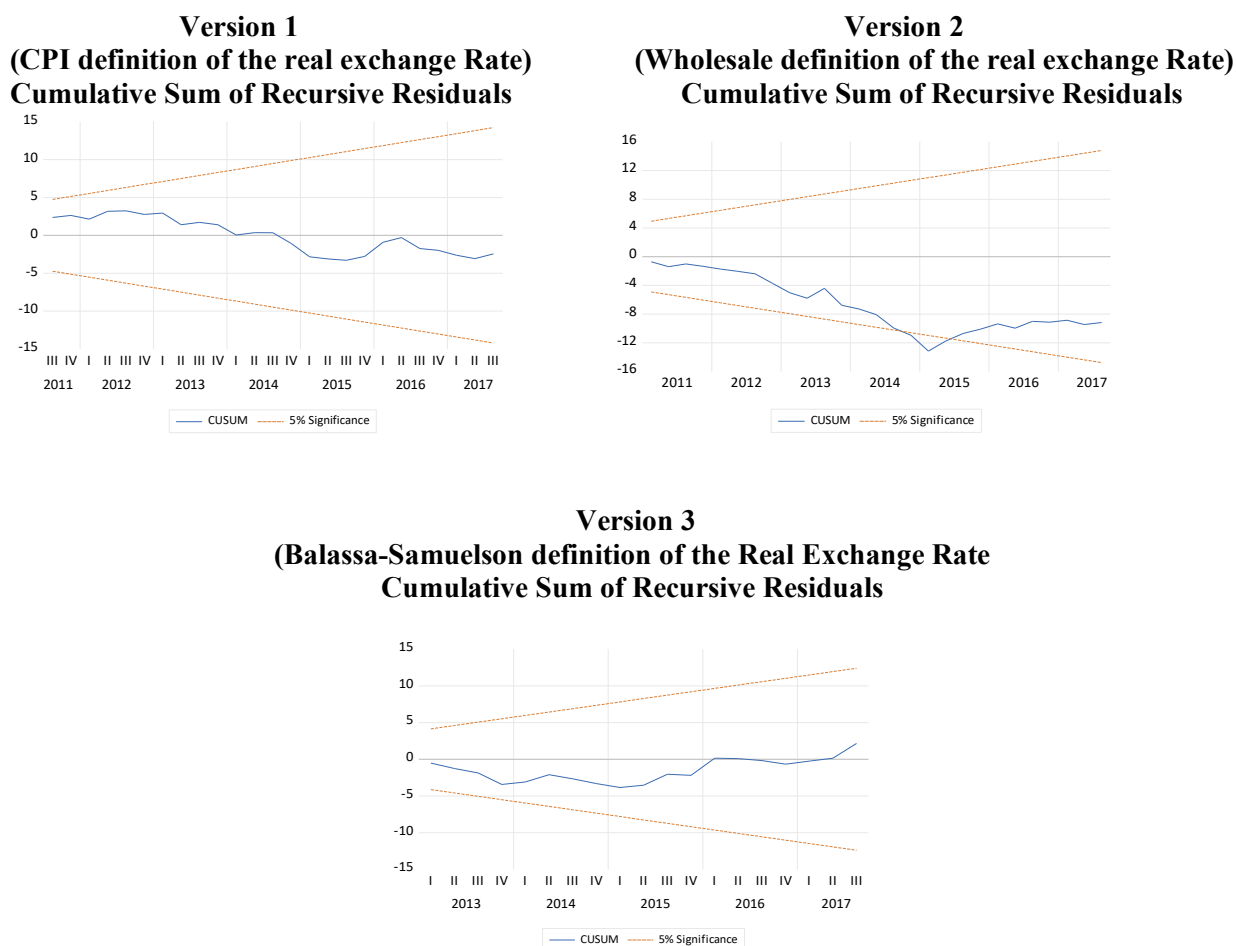 Version 1
(CPI definition of the real exchange Rate)
Cumulative Sum of Recursive Residuals
15
10
5
0
-5
-10
-15
III IV I II III IV I II III IV I II III IV I II III IV I II III IV I II III
2011 2012 2013 2014 2015 2016 2017
CUSUM 5% Significance
Version 2
(Wholesale definition of the real exchange Rate)
Cumulative Sum of Recursive Residuals
16
12
8
4
0
-4
-8
-12
-16
2011 2012 2013 2014 2015 2016 2017
CUSUM 5% Significance
Version 3
(Balassa-Samuelson definition of the Real Exchange Rate
Cumulative Sum of Recursive Residuals
15
10
5
0
-5
-10
-15
I II III IV I II III IV I II III IV I II III IV I II III
2013 2014 2015 2016 2017
CUSUM 5% Significance